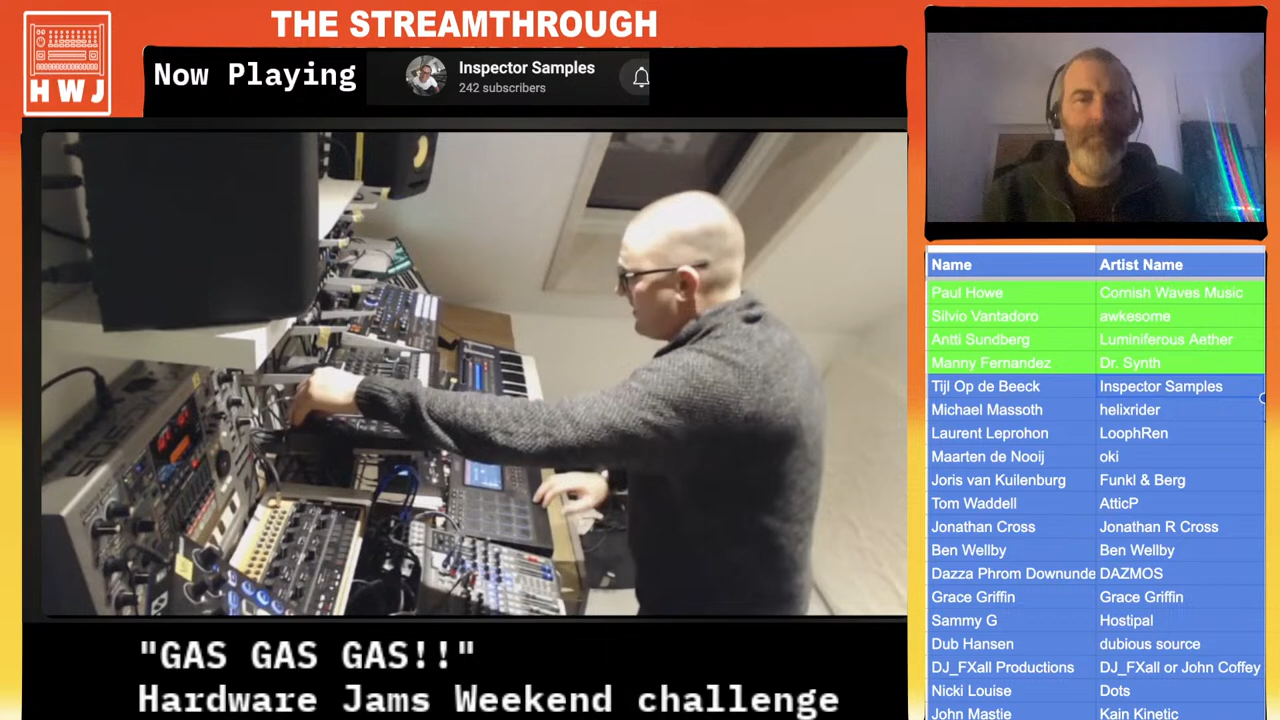 THE STREAMTHROUGH
HWJ
Now Playing
Inspector Samples
242 subscribers
"GAS GAS GAS!!"
Hardware Jams Weekend challenge
Name Artist Name
Paul Howe Cornish Waves Music
Silvio Vantadoro awkesome
Antti Sundberg Luminiferous Aether
Manny Fernandez Dr. Synth
Tijl Op de Beeck Inspector Samples
Michael Massoth helixrider
Laurent Leprohon LoophRen
Maarten de Nooij oki
Joris van Kuilenburg Funkl & Berg
Tom Waddell AtticP
Jonathan Cross Jonathan R Cross
Ben Wellby Ben Wellby
Dazza Phrom Downunde DAZMOS
Grace Griffin Grace Griffin
Sammy G Hostipal
Dub Hansen dubious source
DJ_FXall Productions DJ_FXall or John Coffey
Nicki Louise Dots
John Mastie Kain Kinetic